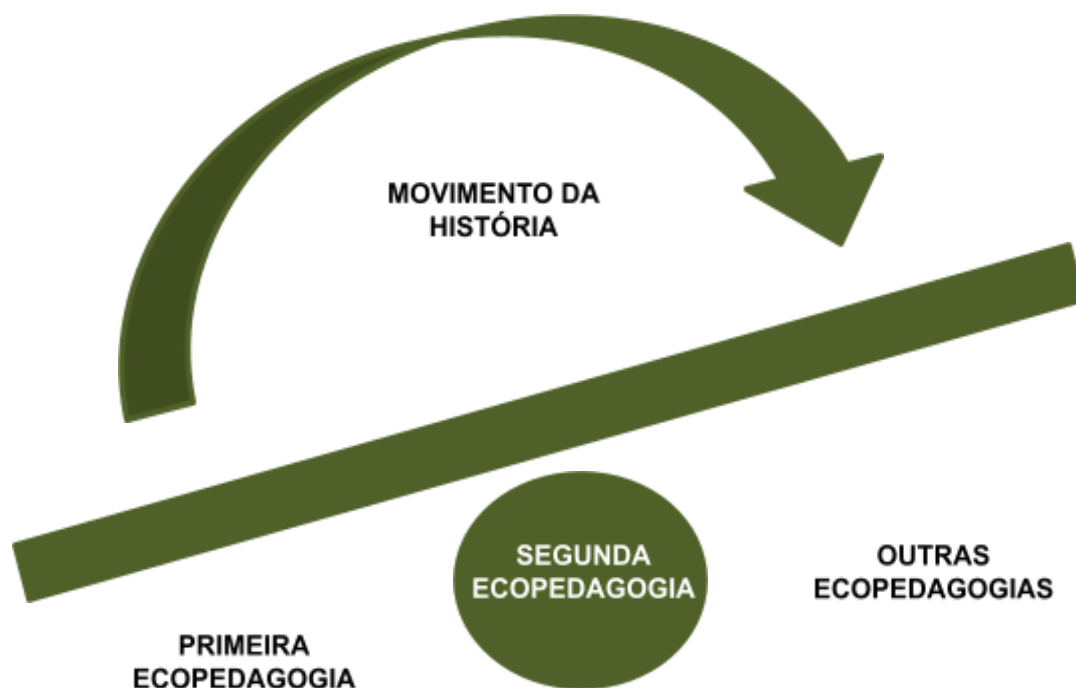 MOVIMENTO DA
HISTÓRIA
SEGUNDA
ECOPEDAGOGIA
OUTRAS
ECOPEDAGOGIAS
PRIMEIRA
ECOPEDAGOGIA